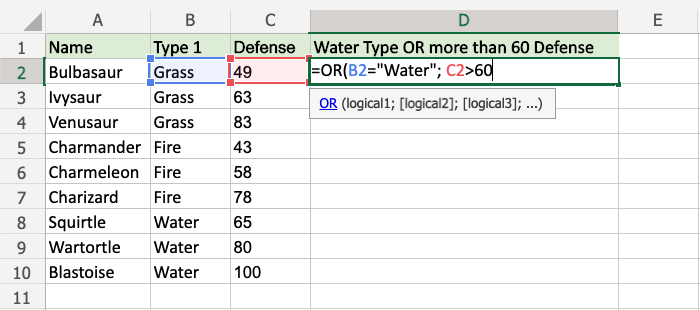 A B C D E
1 Name Type 1 Defense Water Type OR more than 60 Defense
2 Bulbasaur Grass 49 =OR(B2="Water"; C2>60
OR (logical1; [logical2]; [logical3]; ...)
3 Ivysaur Grass 63
4 Venusaur Grass 83
5 Charmander Fire 43
6 Charmeleon Fire 58
7 Charizard Fire 78
8 Squirtle Water 65
9 Wartortle Water 80
10 Blastoise Water 100
11